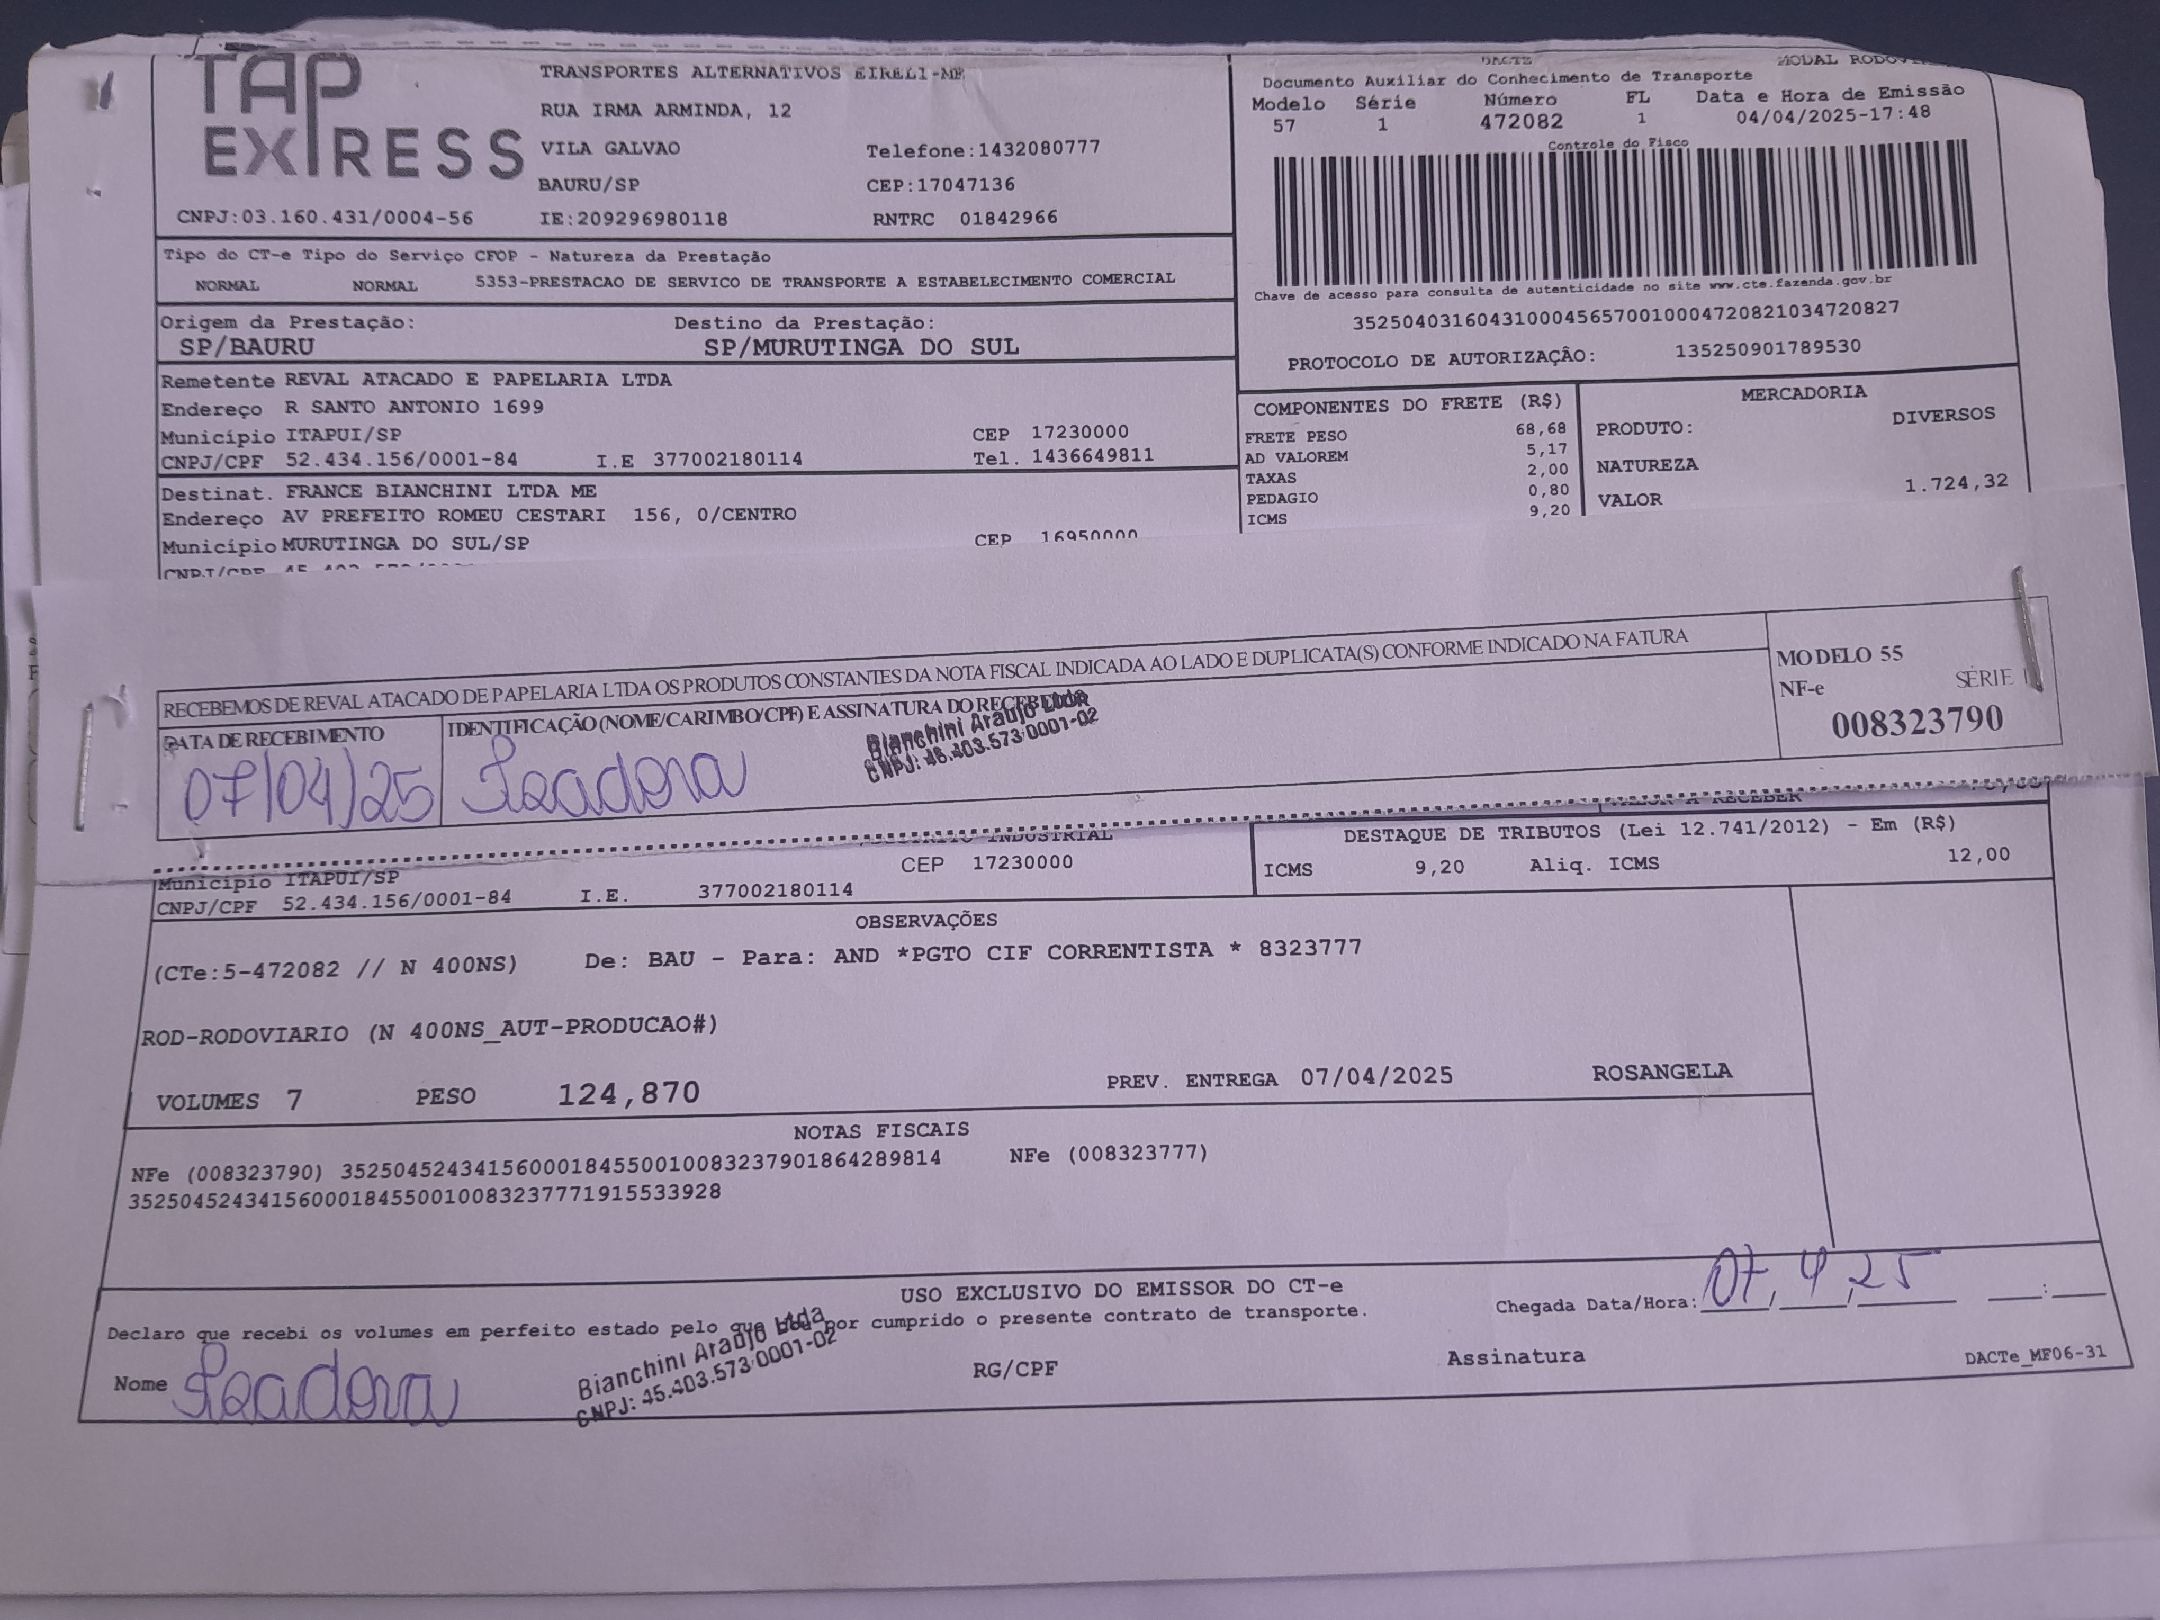 TAP EXPRESS
TRANSPORTES ALTERNATIVOS EIRELI-ME
RUA IRMA ARMINDA, 12
VILA GALVAO Telefone:1432080777
BAURU/SP CEP:17047136
CNPJ:03.160.431/0004-56 IE:209296980118 RNTRC 01842966
DACTE MODAL
Documento Auxiliar do Conhecimento de Transporte
Modelo Série Número FL Data e Hora de Emissão
57 1 472082 1 04/04/2025-17:48
Controle do Fisco
Chave de acesso para consulta de autenticidade no site www.cte.fazenda.gov.br
35250403160431000456570010004720821034720827
PROTOCOLO DE AUTORIZAÇÃO: 135250901789530
Tipo do CT-e Tipo do Serviço CFOP - Natureza da Prestação
NORMAL NORMAL 5353-PRESTACAO DE SERVICO DE TRANSPORTE A ESTABELECIMENTO COMERCIAL
Origem da Prestação: Destino da Prestação:
SP/BAURU SP/MURUTINGA DO SUL
Remetente REVAL ATACADO E PAPELARIA LTDA
Endereço R SANTO ANTONIO 1699
Município ITAPUI/SP CEP 17230000
CNPJ/CPF 52.434.156/0001-84 I.E 377002180114 Tel. 1436649811
Destinat. FRANCE BIANCHINI LTDA ME
Endereço AV PREFEITO ROMEU CESTARI 156, 0/CENTRO
Município MURUTINGA DO SUL/SP CEP 16950000
CNPJ/CPF
COMPONENTES DO FRETE (R$)
FRETE PESO 68,68
AD VALOREM 5,17
TAXAS 2,00
PEDAGIO 0,80
ICMS 9,20
MERCADORIA
PRODUTO: DIVERSOS
NATUREZA
VALOR 1.724,32
RECEBEMOS DE REVAL ATACADO DE PAPELARIA LTDA OS PRODUTOS CONSTANTES DA NOTA FISCAL INDICADA AO LADO E DUPLICATA(S) CONFORME INDICADO NA FATURA
DATA DE RECEBIMENTO IDENTIFICAÇÃO (NOME/CARIMBO/CPF) E ASSINATURA DO RECEBEDOR
07/04/25 Isadora
Bianchini Araujo Ltda
CNPJ: 45.403.573/0001-02
MODELO 55
NF-e SÉRIE
008323790
VALOR A RECEBER
INDUSTRIAL
Município ITAPUI/SP CEP 17230000
CNPJ/CPF 52.434.156/0001-84 I.E. 377002180114
DESTAQUE DE TRIBUTOS (Lei 12.741/2012) - Em (R$)
ICMS 9,20 Aliq. ICMS 12,00
OBSERVAÇÕES
(CTe:5-472082 // N 400NS) De: BAU - Para: AND *PGTO CIF CORRENTISTA * 8323777
ROD-RODOVIARIO (N 400NS_AUT-PRODUCAO#)
VOLUMES 7 PESO 124,870 PREV. ENTREGA 07/04/2025 ROSANGELA
NOTAS FISCAIS
NFe (008323790) 35250452434156000184550010083237901864289814 NFe (008323777)
35250452434156000184550010083237771915533928
USO EXCLUSIVO DO EMISSOR DO CT-e
Declaro que recebi os volumes em perfeito estado pelo que dou por cumprido o presente contrato de transporte.
Chegada Data/Hora: 07, 4, 25
Nome Isadora
Bianchini Araujo Ltda
CNPJ: 45.403.573/0001-02
RG/CPF Assinatura DACTe_MF06-31